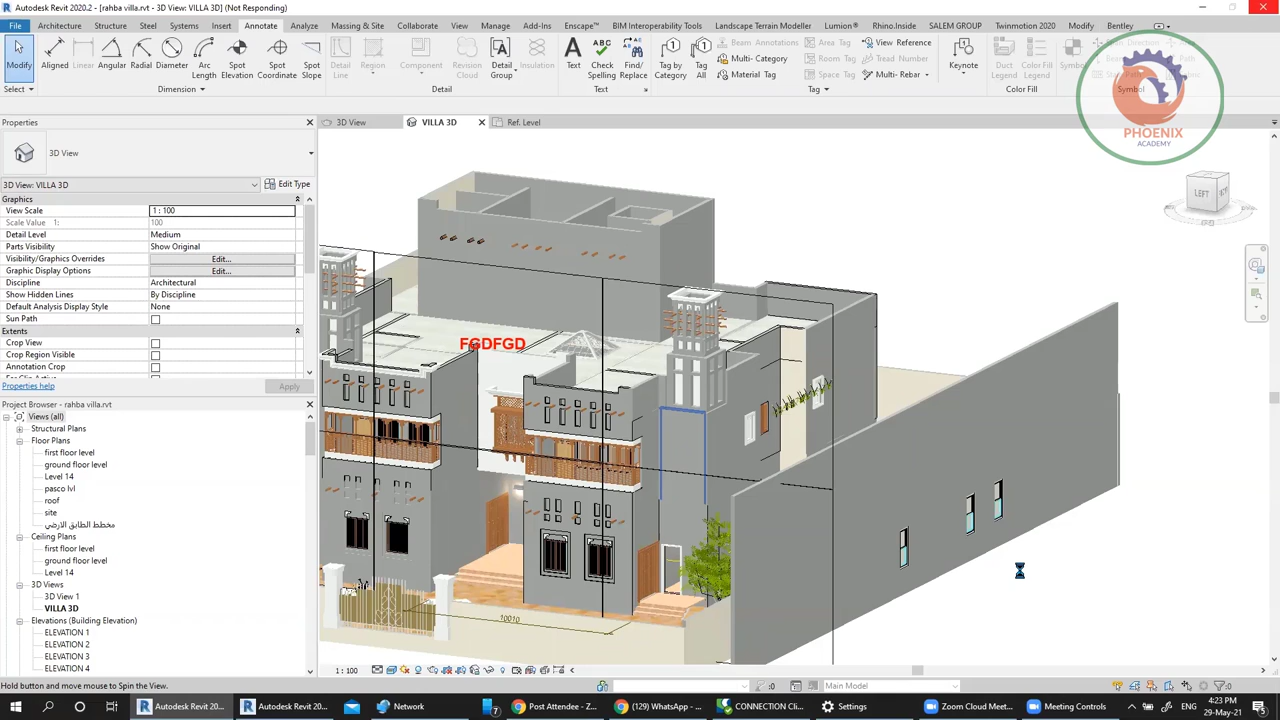 Autodesk Revit 2020.2 - [rahba villa.rvt - 3D View: VILLA 3D] (Not Responding)
File Architecture Structure Steel Systems Insert Annotate Analyze Massing & Site Collaborate View Manage Add-Ins Enscape™ BIM Interoperability Tools Landscape Terrain Modeller Lumion® Rhino.Inside SALEM GROUP Twinmotion 2020 Modify Bentley
Modify Aligned Linear Angular Radial Diameter Arc Length Spot Elevation Spot Coordinate Spot Slope
Detail Line Region Component Revision Cloud Detail Group Insulation
Text Check Spelling Find/ Replace Tag by Category Tag All
Beam Annotations Area Tag View Reference
Multi- Category Room Tag Tread Number
Material Tag Space Tag Multi- Rebar
Keynote Duct Legend Color Fill Legend
Select Dimension Detail Text Tag Color Fill Symbol
PHOENIX
ACADEMY
Properties
3D View VILLA 3D Ref. Level
3D View
3D View: VILLA 3D Edit Type
Graphics
View Scale 1 : 100
Scale Value 1: 100
Detail Level Medium
Parts Visibility Show Original
Visibility/Graphics Overrides Edit...
Graphic Display Options Edit...
Discipline Architectural
Show Hidden Lines By Discipline
Default Analysis Display Style None
Sun Path
Extents
Crop View
Crop Region Visible
Annotation Crop
Properties help Apply
Project Browser - rahba villa.rvt
Views (all)
Structural Plans
Floor Plans
first floor level
ground floor level
Level 14
pasco lvl
roof
site
مخطط الطابق الارضي
Ceiling Plans
first floor level
ground floor level
Level 14
3D Views
3D View 1
VILLA 3D
Elevations (Building Elevation)
ELEVATION 1
ELEVATION 2
ELEVATION 3
ELEVATION 4
LEFT
FGDFGD
10010
1 : 100
Hold button and move mouse to Spin the View.
:0 Main Model :0
Autodesk Revit 20... Autodesk Revit 20... Network Post Attendee - Z... (129) WhatsApp -... CONNECTION Cli... Settings Zoom Cloud Meet... Meeting Controls
4:23 PM
29-May-21